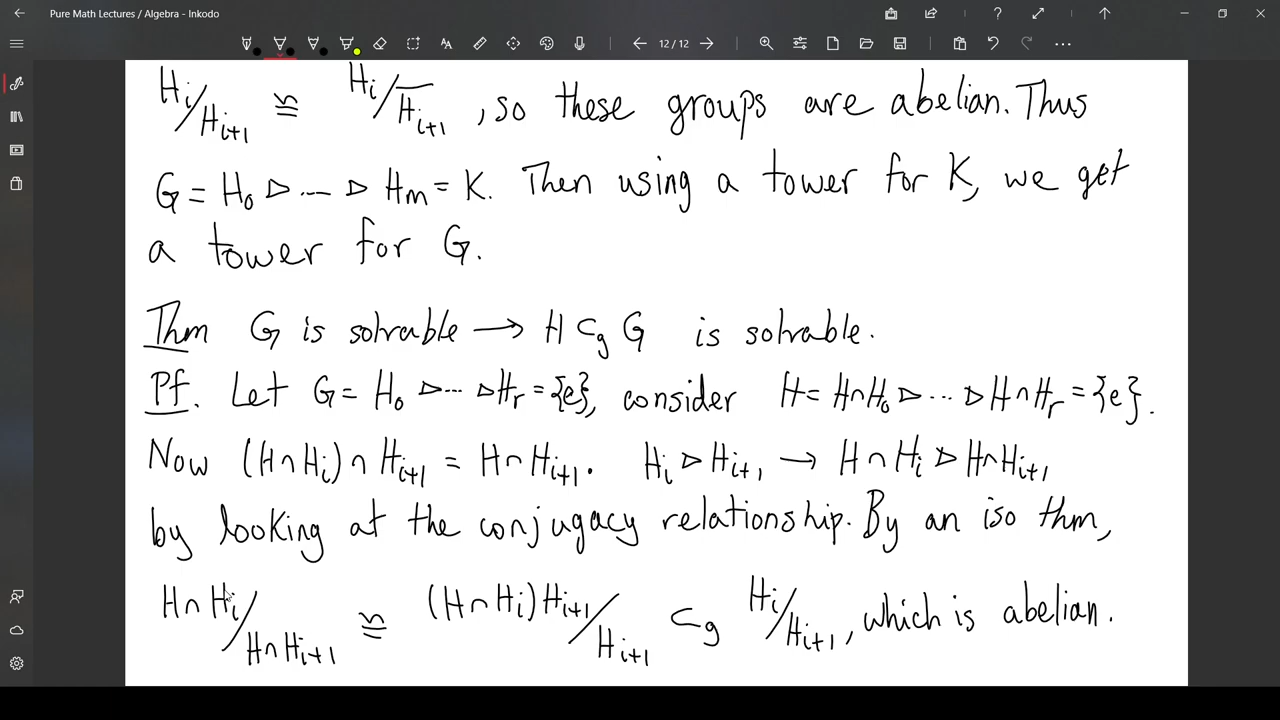 Pure Math Lectures / Algebra - Inkodo
12/12
Hi/Hi+1 ≅ H̅i/H̅i+1, so these groups are abelian. Thus
G = H0 ▷ ... ▷ Hm = K. Then using a tower for K, we get
a tower for G.
Thm G is solvable → H ⊂g G is solvable.
Pf. Let G = H0 ▷ ... ▷ Hr = {e}, consider H = H∩H0 ▷ ... ▷ H∩Hr = {e}.
Now (H∩Hi)∩Hi+1 = H∩Hi+1. Hi ▷ Hi+1 → H∩Hi ▷ H∩Hi+1
by looking at the conjugacy relationship. By an iso thm,
H∩Hi/H∩Hi+1 ≅ (H∩Hi)Hi+1/Hi+1 ⊂g Hi/Hi+1, which is abelian.